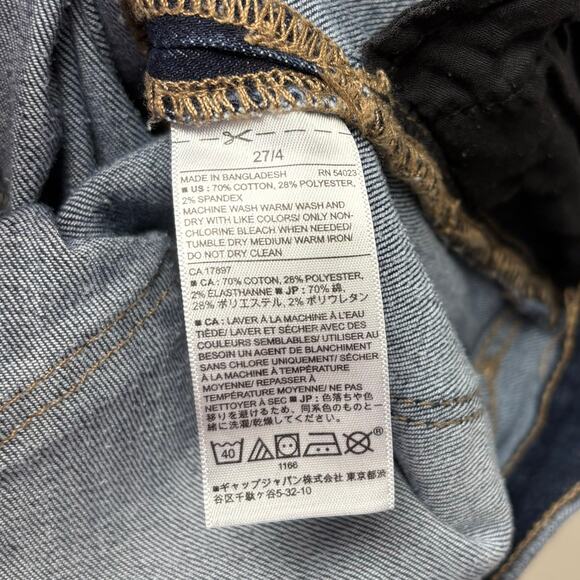 27/4
MADE IN BANGLADESH RN 54023
■ US : 70% COTTON, 28% POLYESTER,
2% SPANDEX
MACHINE WASH WARM/ WASH AND
DRY WITH LIKE COLORS/ ONLY NON-
CHLORINE BLEACH WHEN NEEDED/
TUMBLE DRY MEDIUM/ WARM IRON/
DO NOT DRY CLEAN
CA 17897
■ CA : 70% COTTON, 28% POLYESTER,
2% ÉLASTHANNE ■ JP : 70% 綿,
28% ポリエステル, 2% ポリウレタン
■ CA : LAVER À LA MACHINE À L'EAU
TIÈDE/ LAVER ET SÉCHER AVEC DES
COULEURS SEMBLABLES/ UTILISER AU
BESOIN UN AGENT DE BLANCHIMENT
SANS CHLORE UNIQUEMENT/ SÉCHER
À LA MACHINE À TEMPÉRATURE
MOYENNE/ REPASSER À
TEMPÉRATURE MOYENNE/ NE PAS
NETTOYER À SEC ■ JP : 色落ちや色
移りを避けるため、同系色のものと一
緒に洗濯/乾燥してください。
40
1166
■ギャップジャパン株式会社 東京都渋
谷区千駄ヶ谷5-32-10